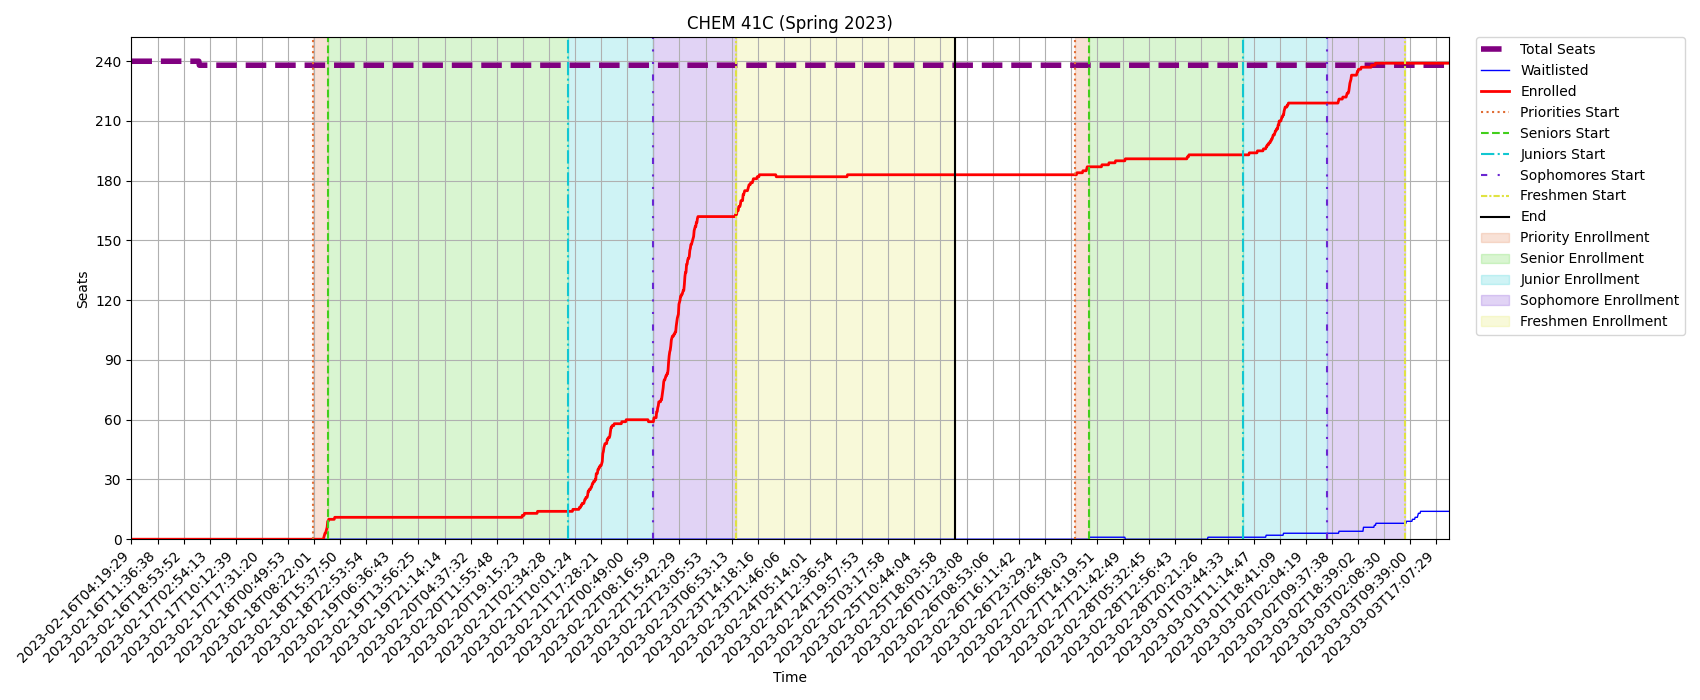 CHEM 41C (Spring 2023)
Seats
240
210
180
150
120
90
60
30
0
2023-02-16T04:19:29
2023-02-16T11:36:38
2023-02-16T18:53:52
2023-02-17T02:54:13
2023-02-17T10:12:39
2023-02-17T17:31:20
2023-02-18T00:49:53
2023-02-18T08:22:01
2023-02-18T15:37:50
2023-02-18T22:53:54
2023-02-19T06:36:43
2023-02-19T13:56:25
2023-02-19T21:14:14
2023-02-20T04:37:32
2023-02-20T11:55:48
2023-02-20T19:15:23
2023-02-21T02:34:28
2023-02-21T10:01:24
2023-02-21T17:28:21
2023-02-22T00:49:00
2023-02-22T08:16:59
2023-02-22T15:42:29
2023-02-22T23:05:53
2023-02-23T06:53:13
2023-02-23T14:18:16
2023-02-23T21:46:06
2023-02-24T05:14:01
2023-02-24T12:36:54
2023-02-24T19:57:53
2023-02-25T03:17:58
2023-02-25T10:44:04
2023-02-25T18:03:58
2023-02-26T01:23:08
2023-02-26T08:53:06
2023-02-26T16:11:42
2023-02-26T23:29:24
2023-02-27T06:58:03
2023-02-27T14:19:51
2023-02-27T21:42:49
2023-02-28T05:32:45
2023-02-28T12:56:43
2023-02-28T20:21:26
2023-03-01T03:44:33
2023-03-01T11:14:47
2023-03-01T18:41:09
2023-03-02T02:04:19
2023-03-02T09:37:38
2023-03-02T18:39:02
2023-03-03T02:08:30
2023-03-03T09:39:00
2023-03-03T17:07:29
Time
Total Seats
Waitlisted
Enrolled
Priorities Start
Seniors Start
Juniors Start
Sophomores Start
Freshmen Start
End
Priority Enrollment
Senior Enrollment
Junior Enrollment
Sophomore Enrollment
Freshmen Enrollment